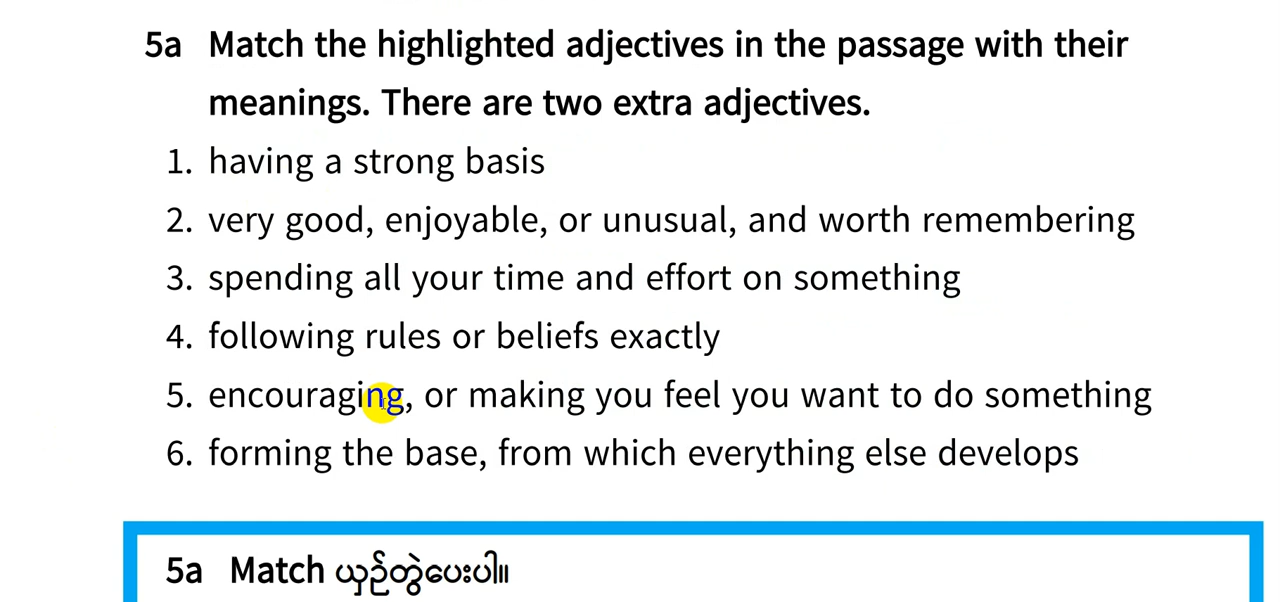 5a Match the highlighted adjectives in the passage with their
meanings. There are two extra adjectives.
1. having a strong basis
2. very good, enjoyable, or unusual, and worth remembering
3. spending all your time and effort on something
4. following rules or beliefs exactly
5. encouraging, or making you feel you want to do something
6. forming the base, from which everything else develops
5a Match ယှဉ်တွဲပေးပါ။